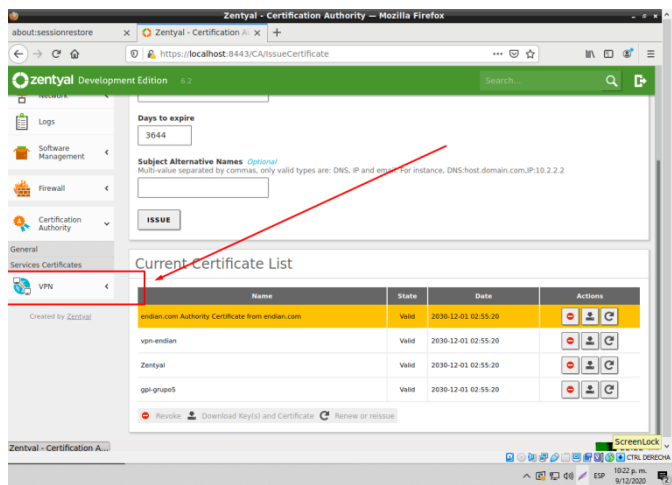 Zentyal - Certification Authority — Mozilla Firefox
about:sessionrestore
Zentyal - Certification A
https://localhost:8443/CA/IssueCertificate
zentyal Development Edition 6.2
Search...
Network
Logs
Software
Management
Firewall
Certification
Authority
General
Services Certificates
VPN
Created by Zentyal
Days to expire
3644
Subject Alternative Names Optional
Multi-value separated by commas, only valid types are: DNS, IP and email. For instance, DNS:host.domain.com,IP:10.2.2.2
ISSUE
Current Certificate List
Name State Date Actions
endian.com Authority Certificate from endian.com Valid 2030-12-01 02:55:20
vpn-endian Valid 2030-12-01 02:55:20
Zentyal Valid 2030-12-01 02:55:20
gpl-grupo5 Valid 2030-12-01 02:55:20
Revoke Download Key(s) and Certificate Renew or reissue
Zentyal - Certification A...
ScreenLock
CTRL DERECHA
ESP
10:22 p. m.
9/12/2020